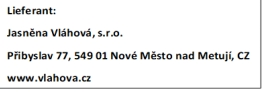 Lieferant:
Jasněna Vláhová, s.r.o.
Přibyslav 77, 549 01 Nové Město nad Metují, CZ
www.vlahova.cz